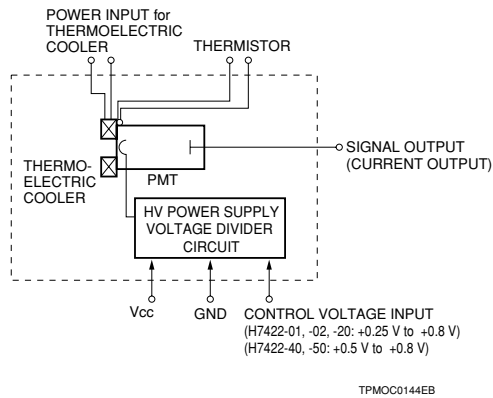 POWER INPUT for
THERMOELECTRIC
COOLER
THERMISTOR
SIGNAL OUTPUT
(CURRENT OUTPUT)
THERMO-
ELECTRIC
COOLER
PMT
HV POWER SUPPLY
VOLTAGE DIVIDER
CIRCUIT
Vcc
GND
CONTROL VOLTAGE INPUT
(H7422-01, -02, -20: +0.25 V to +0.8 V)
(H7422-40, -50: +0.5 V to +0.8 V)
TPMOC0144EB